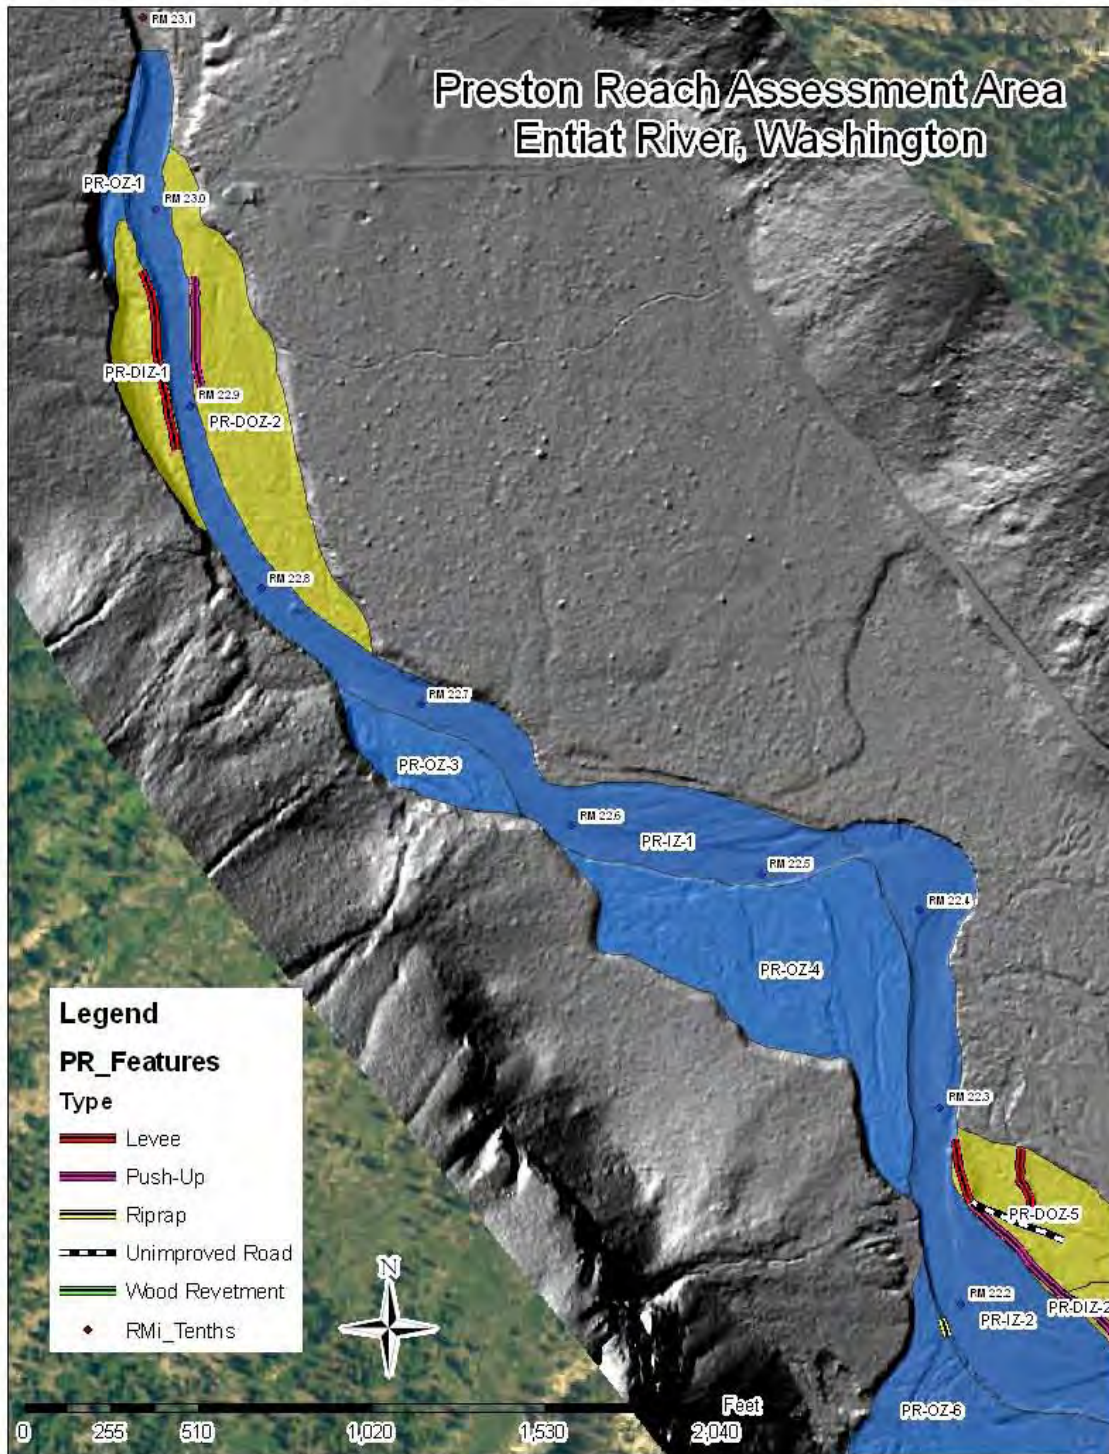 RM 23.1
Preston Reach Assessment Area
Entiat River, Washington
PR-OZ-1
RM 23.0
PR-DIZ-1
RM 22.9
PR-DOZ-2
RM 22.8
RM 22.7
PR-OZ-3
RM 22.6
PR-IZ-1
RM 22.5
RM 22.4
PR-OZ-4
RM 22.3
PR-DOZ-5
RM 22.2
PR-DIZ-2
PR-IZ-2
PR-OZ-6
Legend
PR_Features
Type
Levee
Push-Up
Riprap
Unimproved Road
Wood Revetment
RMi_Tenths
N
Feet
0 255 510 1,020 1,530 2,040